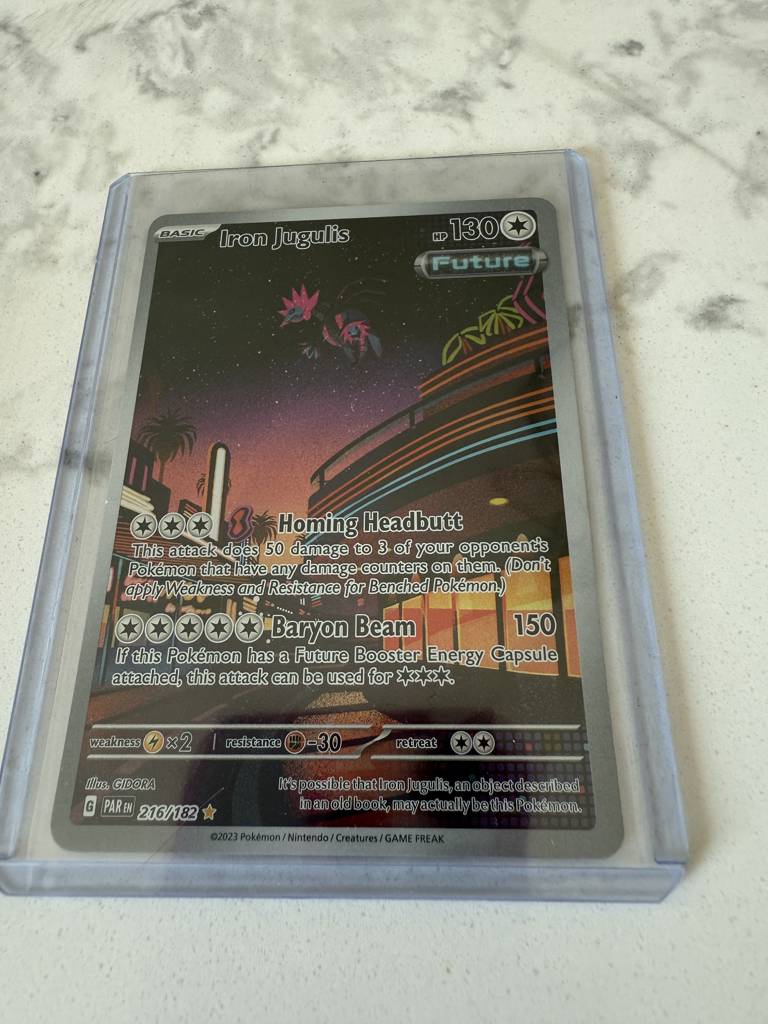 BASIC Iron Jugulis HP 130
Future
Homing Headbutt
This attack does 50 damage to 3 of your opponent's
Pokémon that have any damage counters on them. (Don't
apply Weakness and Resistance for Benched Pokémon.)
Baryon Beam 150
If this Pokémon has a Future Booster Energy Capsule
attached, this attack can be used for ✶✶✶.
weakness ×2 resistance -30 retreat
Illus. GIDORA
It's possible that Iron Jugulis, an object described
in an old book, may actually be this Pokémon.
G PAR EN 216/182
©2023 Pokémon / Nintendo / Creatures / GAME FREAK